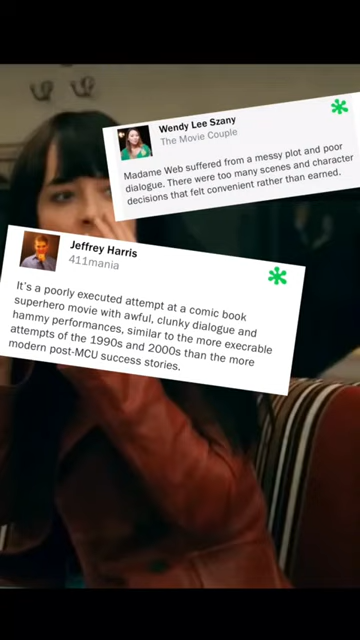 Wendy Lee Szany
The Movie Couple
Madame Web suffered from a messy plot and poor
dialogue. There were too many scenes and character
decisions that felt convenient rather than earned.
Jeffrey Harris
411mania
It's a poorly executed attempt at a comic book
superhero movie with awful, clunky dialogue and
hammy performances, similar to the more execrable
attempts of the 1990s and 2000s than the more
modern post-MCU success stories.